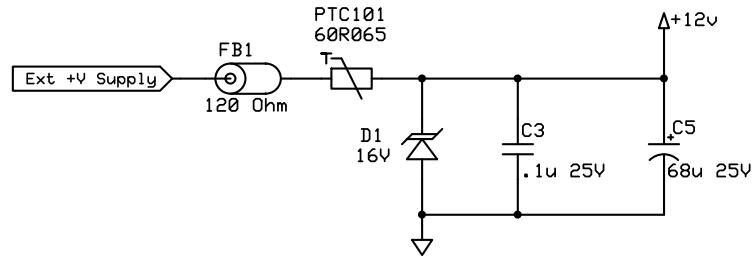 PTC101
60R065
+12v
FB1
T
Ext +V Supply
120 Ohm
D1
16V
C3
.1u 25V
+
C5
68u 25V